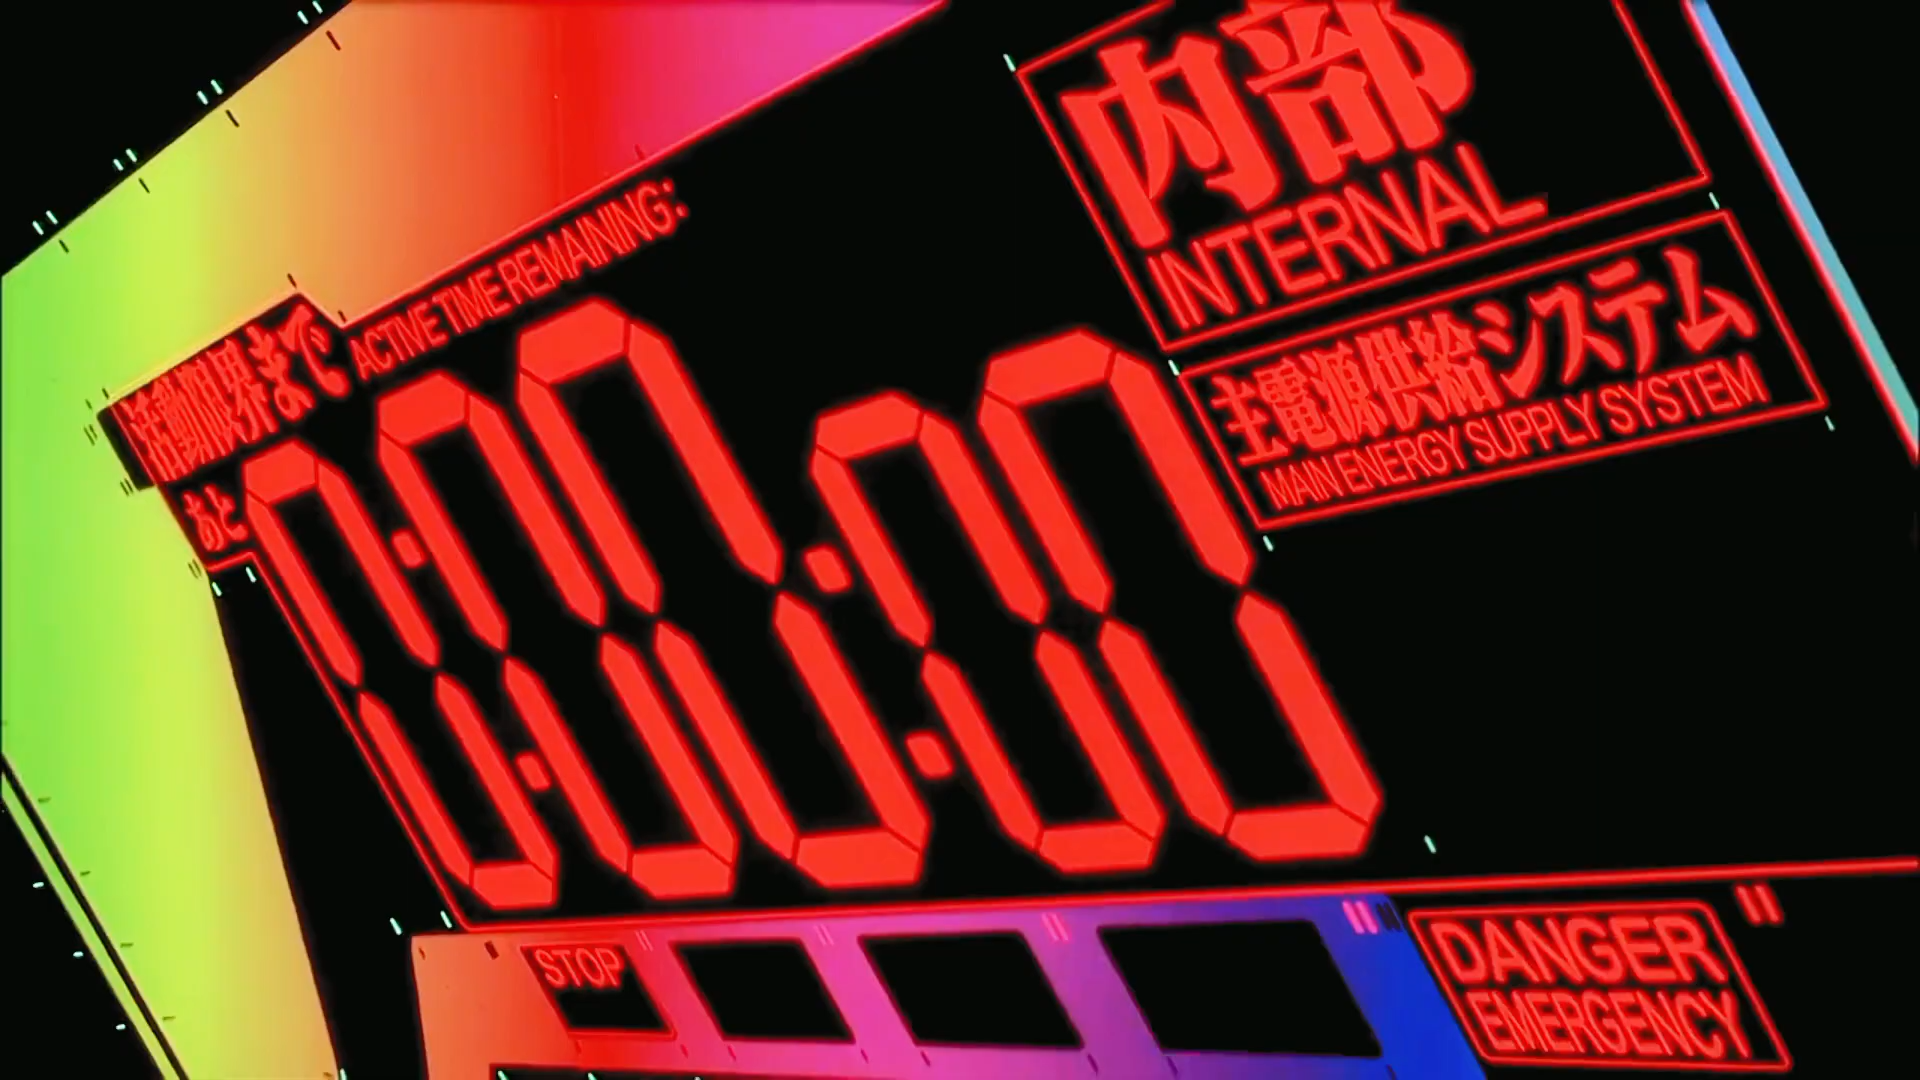 内部
INTERNAL
主電源供給システム
MAIN ENERGY SUPPLY SYSTEM
活動限界まで
ACTIVE TIME REMAINING:
あと
0:00:00
STOP
DANGER
EMERGENCY